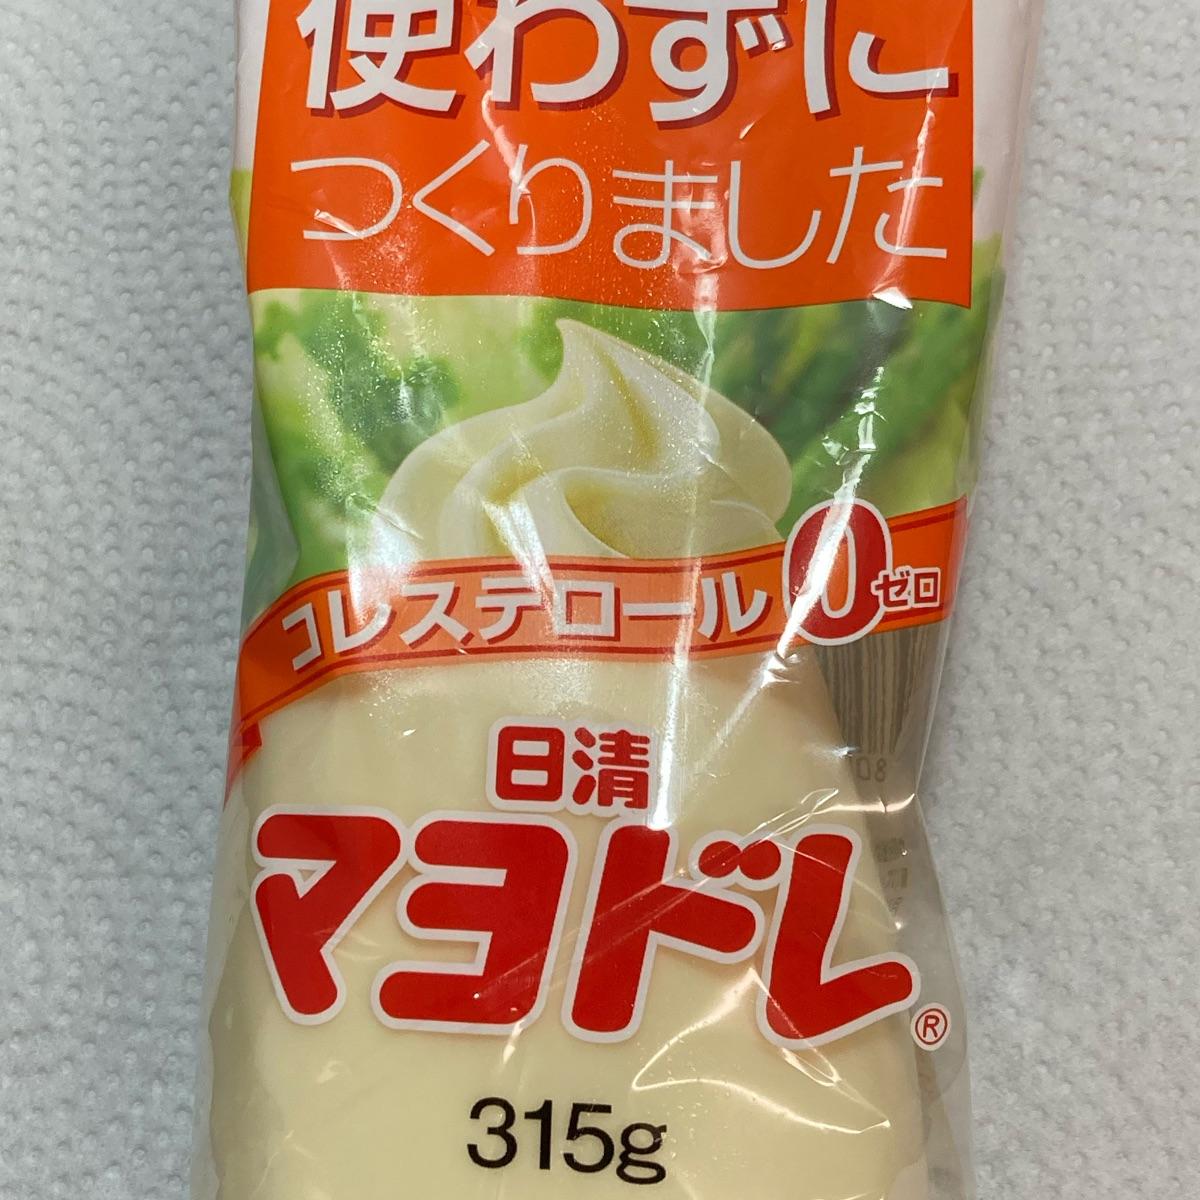 使わずに
つくりました
コレステロール0ゼロ
日清
マヨドレ®
315g